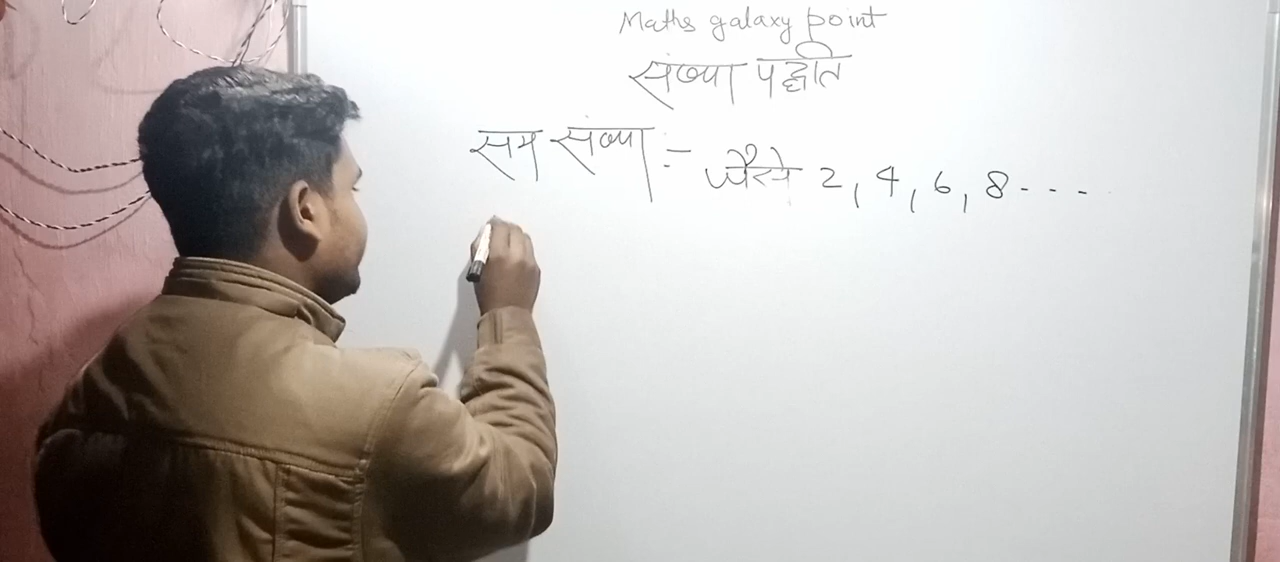 Maths galaxy point
संख्या पद्धति
सम संख्या :- जैसे 2, 4, 6, 8 - - - -